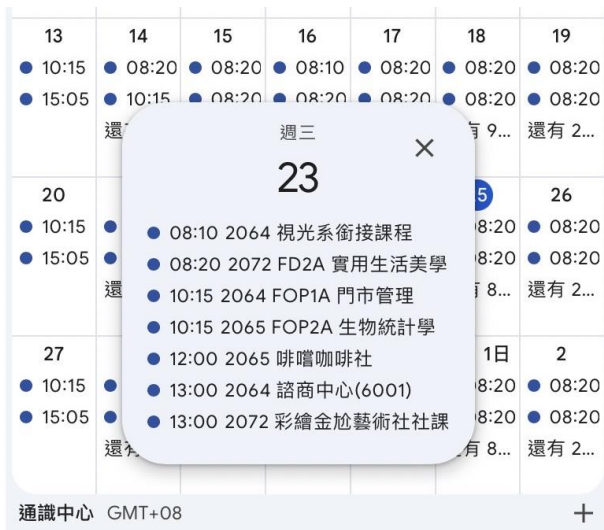 13 14 15 16 17 18 19
10:15 08:20 08:20 08:10 08:20 08:20 08:20
15:05 10:15 08:20 08:20 08:20 08:20 08:20
還 有 9... 還有 2...
週三
23
08:10 2064 視光系銜接課程
08:20 2072 FD2A 實用生活美學
10:15 2064 FOP1A 門市管理
10:15 2065 FOP2A 生物統計學
12:00 2065 啡嚐咖啡社
13:00 2064 諮商中心(6001)
13:00 2072 彩繪金尬藝術社社課
20 5 26
10:15 8:20 08:20
15:05 08:20 08:20
還 8... 還有 2...
27 1日 2
10:15 8:20 08:20
15:05 08:20 08:20
還有 有 8... 還有 2...
通識中心 GMT+08